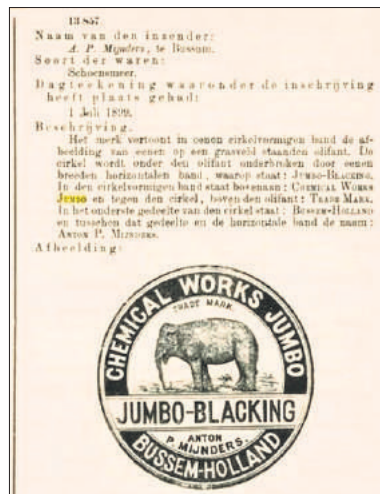 13857.
Naam van den inzender:
A. P. Mijnders, te Bussum.
Soort der waren:
Schoensmeer.
Dagteekening waaronder de inschrijving
heeft plaats gehad:
1 Juli 1899.
Beschrijving.
Het merk vertoont in eenen cirkelvormigen band de af-
beelding van eenen op een grasveld staanden olifant. De
cirkel wordt onder den olifant onderbroken door eenen
breeden horizontalen band, waarop staat: JUMBO-BLACKING.
In den cirkelvormigen band staat bovenaan: CHEMICAL WORKS
JUMBO en tegen den cirkel, boven den olifant: TRADE MARK.
In het onderste gedeelte van den cirkel staat: BUSSEM-HOLLAND
en tusschen dat gedeelte en de horizontale band de naam:
ANTON P. MIJNDERS.
Afbeelding:
CHEMICAL WORKS JUMBO
TRADE MARK
JUMBO-BLACKING
ANTON
P. MIJNDERS.
BUSSEM-HOLLAND